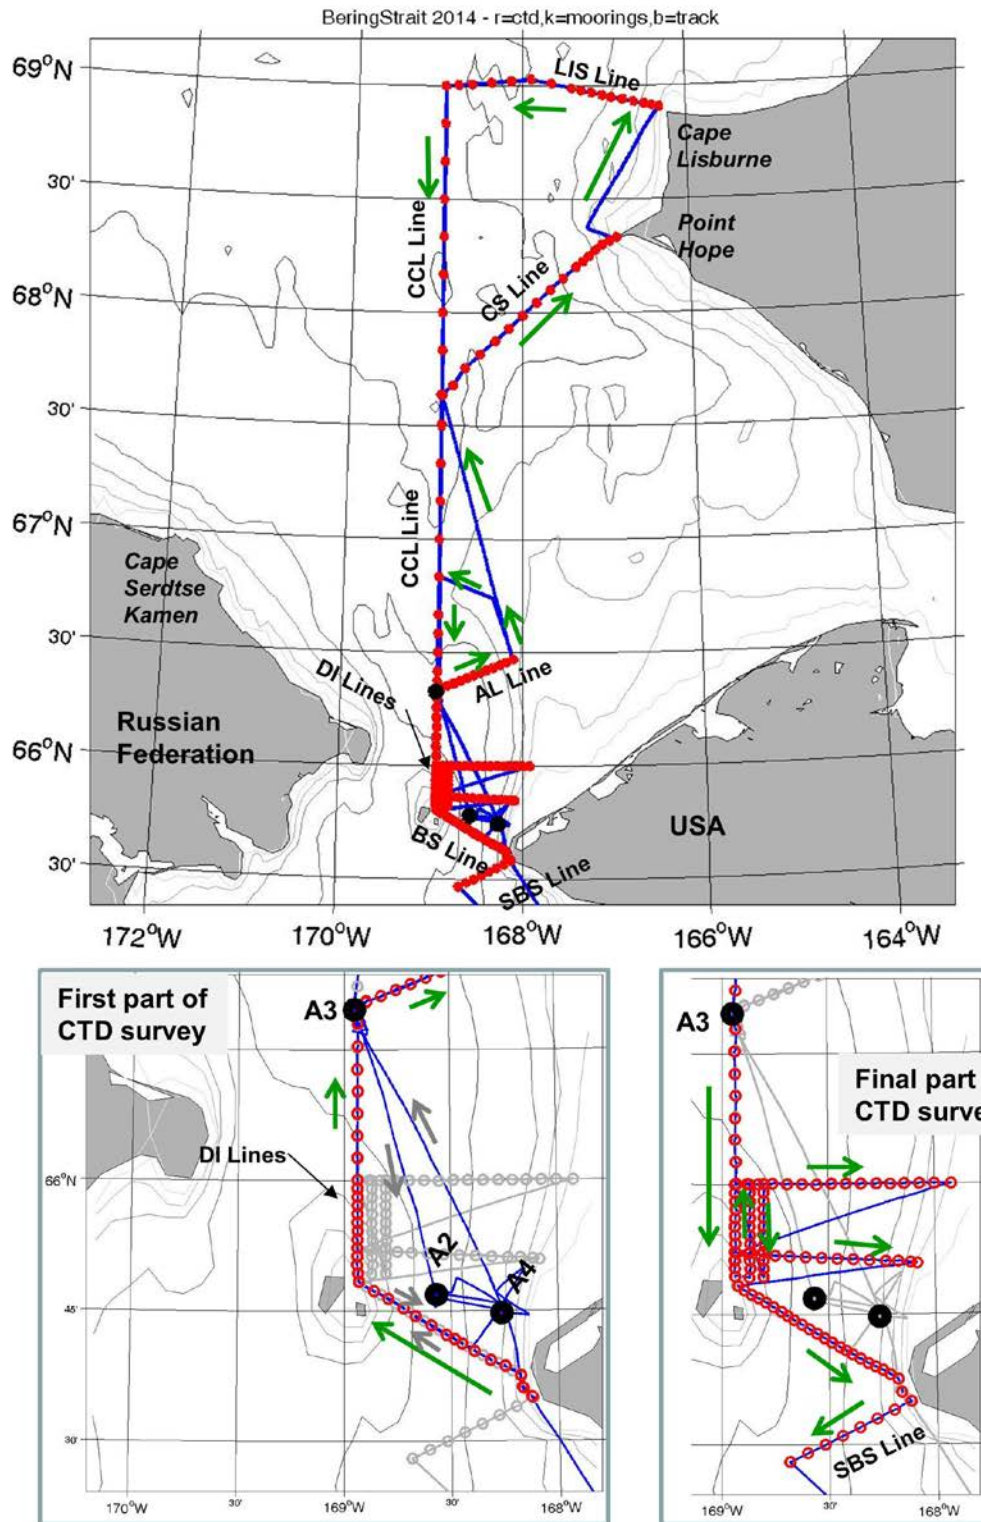 BeringStrait 2014 - r=ctd,k=moorings,b=track
69°N
LIS Line
Cape
Lisburne
30'
CCL Line
Point
Hope
CS Line
68°N
30'
67°N
CCL Line
Cape
Serdtse
Kamen
30'
DI Lines
AL Line
Russian
Federation
66°N
USA
BS Line
30'
SBS Line
172°W
170°W
168°W
166°W
164°W
First part of
CTD survey
A3
DI Lines
66°N
A2
A4
45'
30'
170°W
30'
169°W
30'
168°W
A3
Final part
CTD surve
SBS Line
169°W
30'
168°W